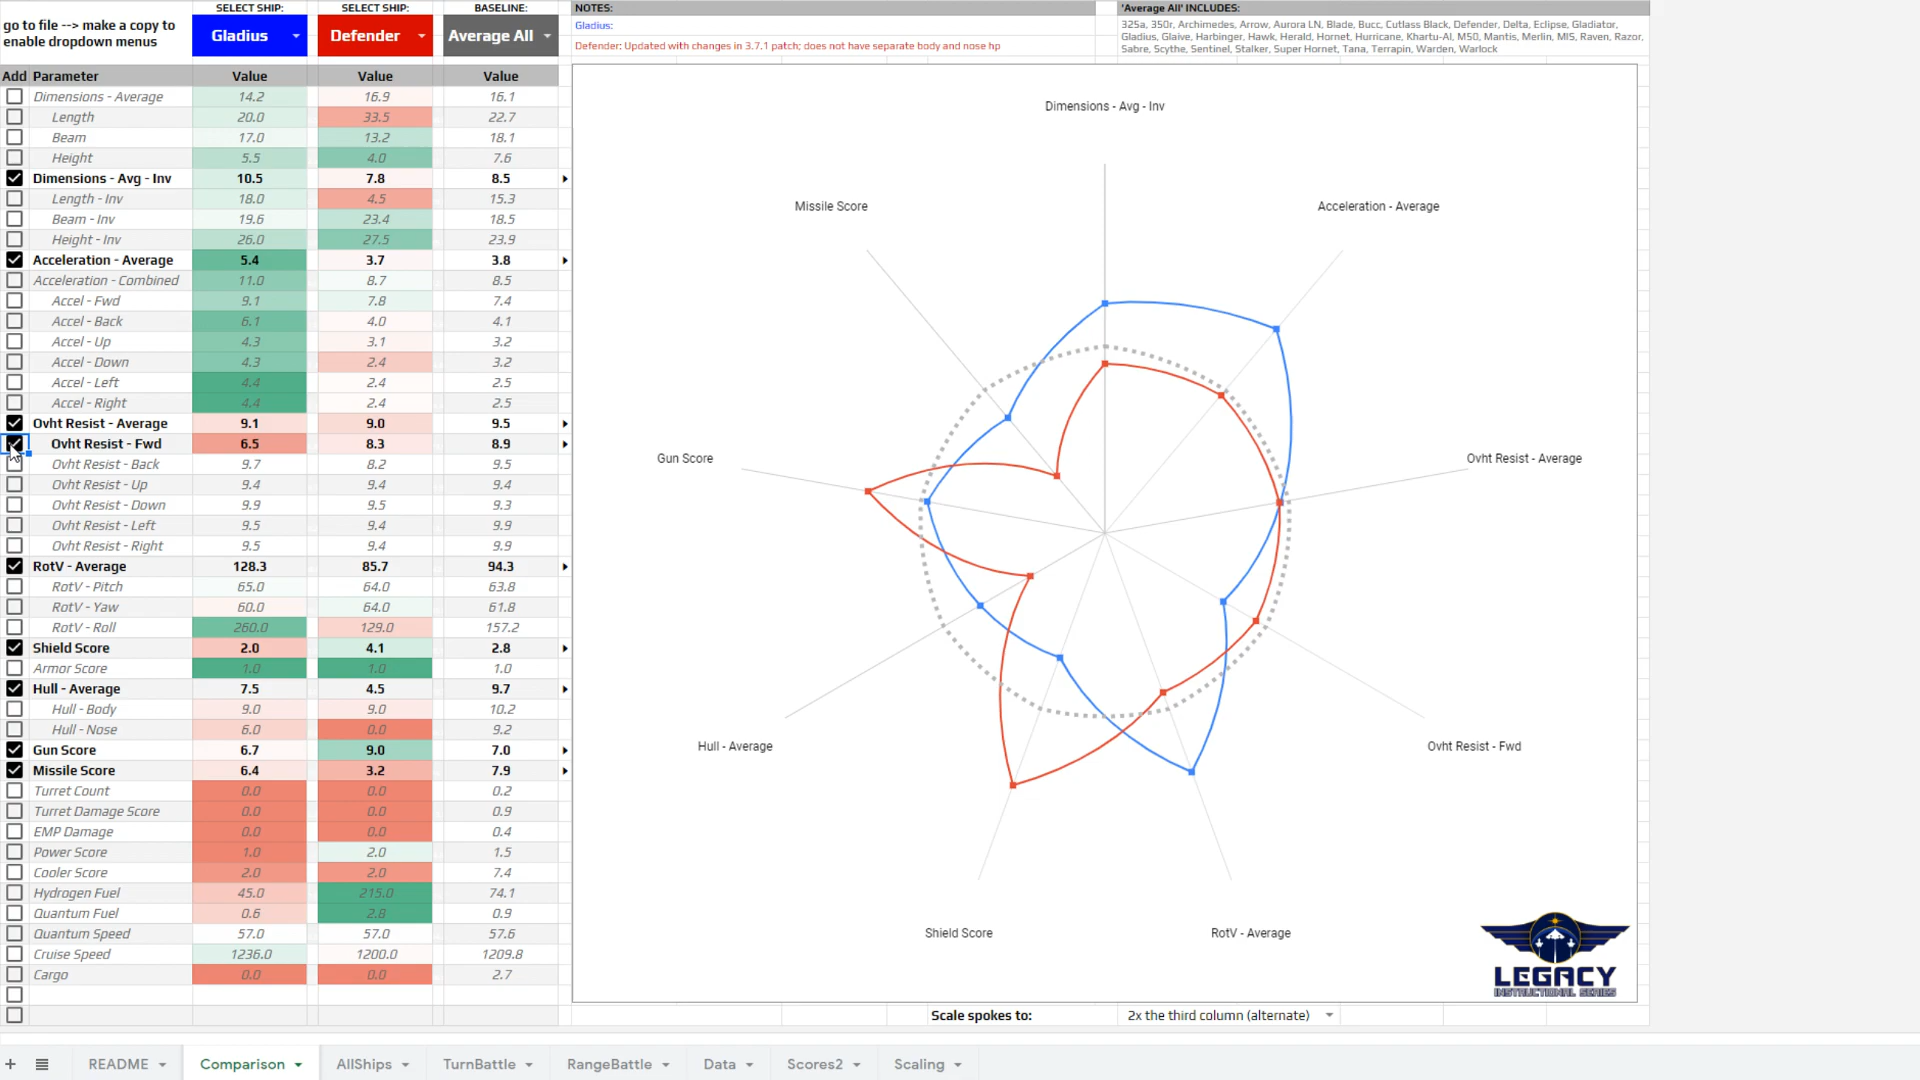 go to file --> make a copy to
enable dropdown menus
SELECT SHIP:
Gladius
SELECT SHIP:
Defender
BASELINE:
Average All
NOTES:
Gladius:
Defender: Updated with changes in 3.7.1 patch; does not have separate body and nose hp
'Average All' INCLUDES:
325a, 350r, Archimedes, Arrow, Aurora LN, Blade, Bucc, Cutlass Black, Defender, Delta, Eclipse, Gladiator,
Gladius, Glaive, Harbinger, Hawk, Herald, Hornet, Hurricane, Khartu-Al, M50, Mantis, Merlin, MIS, Raven, Razor,
Sabre, Scythe, Sentinel, Stalker, Super Hornet, Tana, Terrapin, Warden, Warlock
Add Parameter Value Value Value
Dimensions - Average 14.2 16.9 16.1
Length 20.0 33.5 22.7
Beam 17.0 13.2 18.1
Height 5.5 4.0 7.6
Dimensions - Avg - Inv 10.5 7.8 8.5
Length - Inv 18.0 4.5 15.3
Beam - Inv 19.6 23.4 18.5
Height - Inv 26.0 27.5 23.9
Acceleration - Average 5.4 3.7 3.8
Acceleration - Combined 11.0 8.7 8.5
Accel - Fwd 9.1 7.8 7.4
Accel - Back 6.1 4.0 4.1
Accel - Up 4.3 3.1 3.2
Accel - Down 4.3 2.4 3.2
Accel - Left 4.4 2.4 2.5
Accel - Right 4.4 2.4 2.5
Ovht Resist - Average 9.1 9.0 9.5
Ovht Resist - Fwd 6.5 8.3 8.9
Ovht Resist - Back 9.7 8.2 9.5
Ovht Resist - Up 9.4 9.4 9.4
Ovht Resist - Down 9.9 9.5 9.3
Ovht Resist - Left 9.5 9.4 9.9
Ovht Resist - Right 9.5 9.4 9.9
RotV - Average 128.3 85.7 94.3
RotV - Pitch 65.0 64.0 63.8
RotV - Yaw 60.0 64.0 61.8
RotV - Roll 260.0 129.0 157.2
Shield Score 2.0 4.1 2.8
Armor Score 1.0 1.0 1.0
Hull - Average 7.5 4.5 9.7
Hull - Body 9.0 9.0 10.2
Hull - Nose 6.0 0.0 9.2
Gun Score 6.7 9.0 7.0
Missile Score 6.4 3.2 7.9
Turret Count 0.0 0.0 0.2
Turret Damage Score 0.0 0.0 0.9
EMP Damage 0.0 0.0 0.4
Power Score 1.0 2.0 1.5
Cooler Score 2.0 2.0 7.4
Hydrogen Fuel 45.0 215.0 74.1
Quantum Fuel 0.6 2.8 0.9
Quantum Speed 57.0 57.0 57.6
Cruise Speed 1236.0 1200.0 1209.8
Cargo 0.0 0.0 2.7
Dimensions - Avg - Inv
Missile Score
Acceleration - Average
Gun Score
Ovht Resist - Average
Hull - Average
Ovht Resist - Fwd
Shield Score
RotV - Average
LEGACY
INSTRUCTIONAL SERIES
Scale spokes to: 2x the third column (alternate)
+ README Comparison AllShips TurnBattle RangeBattle Data Scores2 Scaling